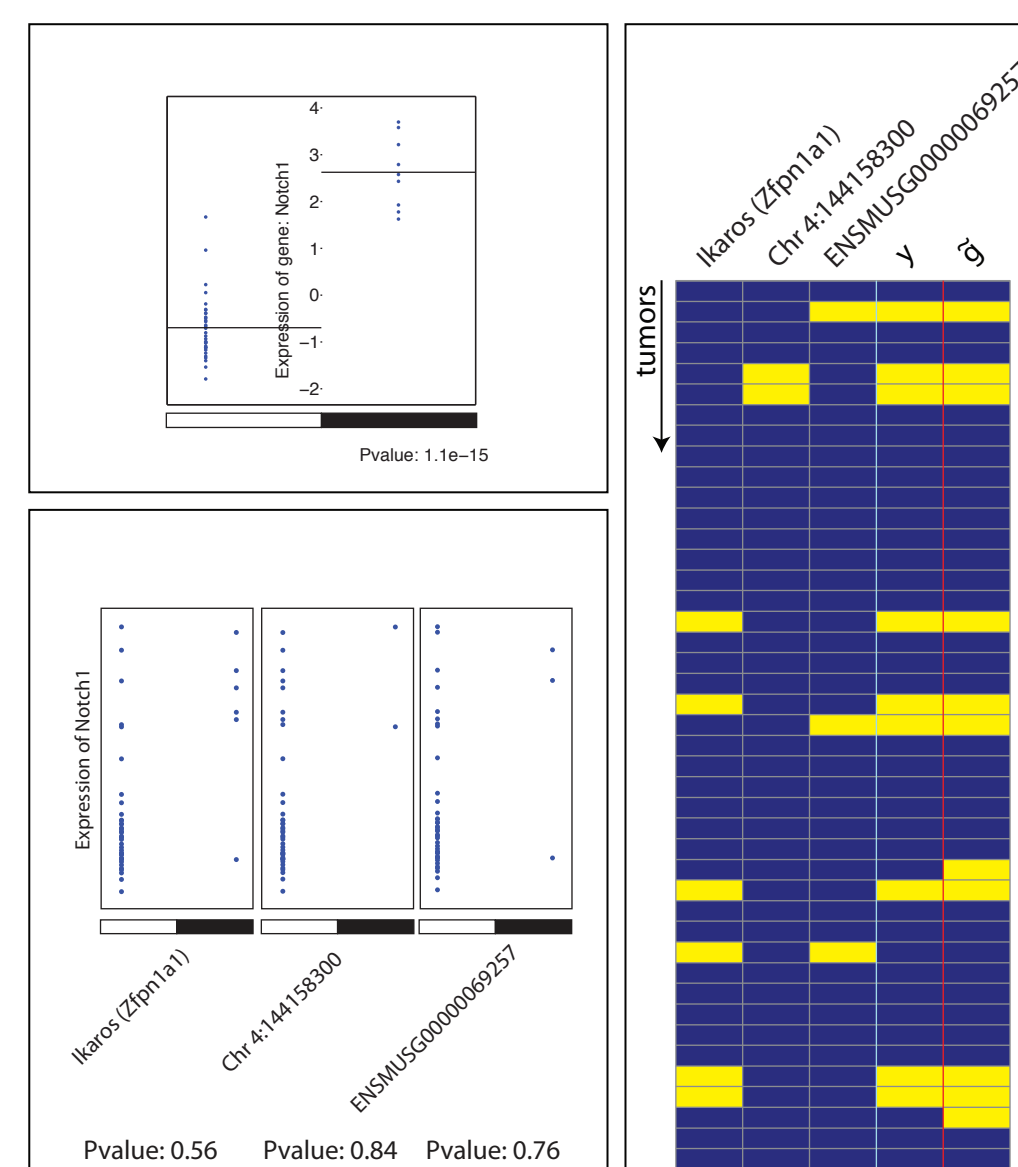 4
3
2
1
0
−1
−2
Expression of gene: Notch1
Pvalue: 1.1e−15
Expression of Notch1
Ikaros (Zfpn1a1)
Chr 4:144158300
ENSMUSG00000069257
Pvalue: 0.56
Pvalue: 0.84
Pvalue: 0.76
Ikaros (Zfpn1a1)
Chr 4:144158300
ENSMUSG00000069257
y
g̃
tumors